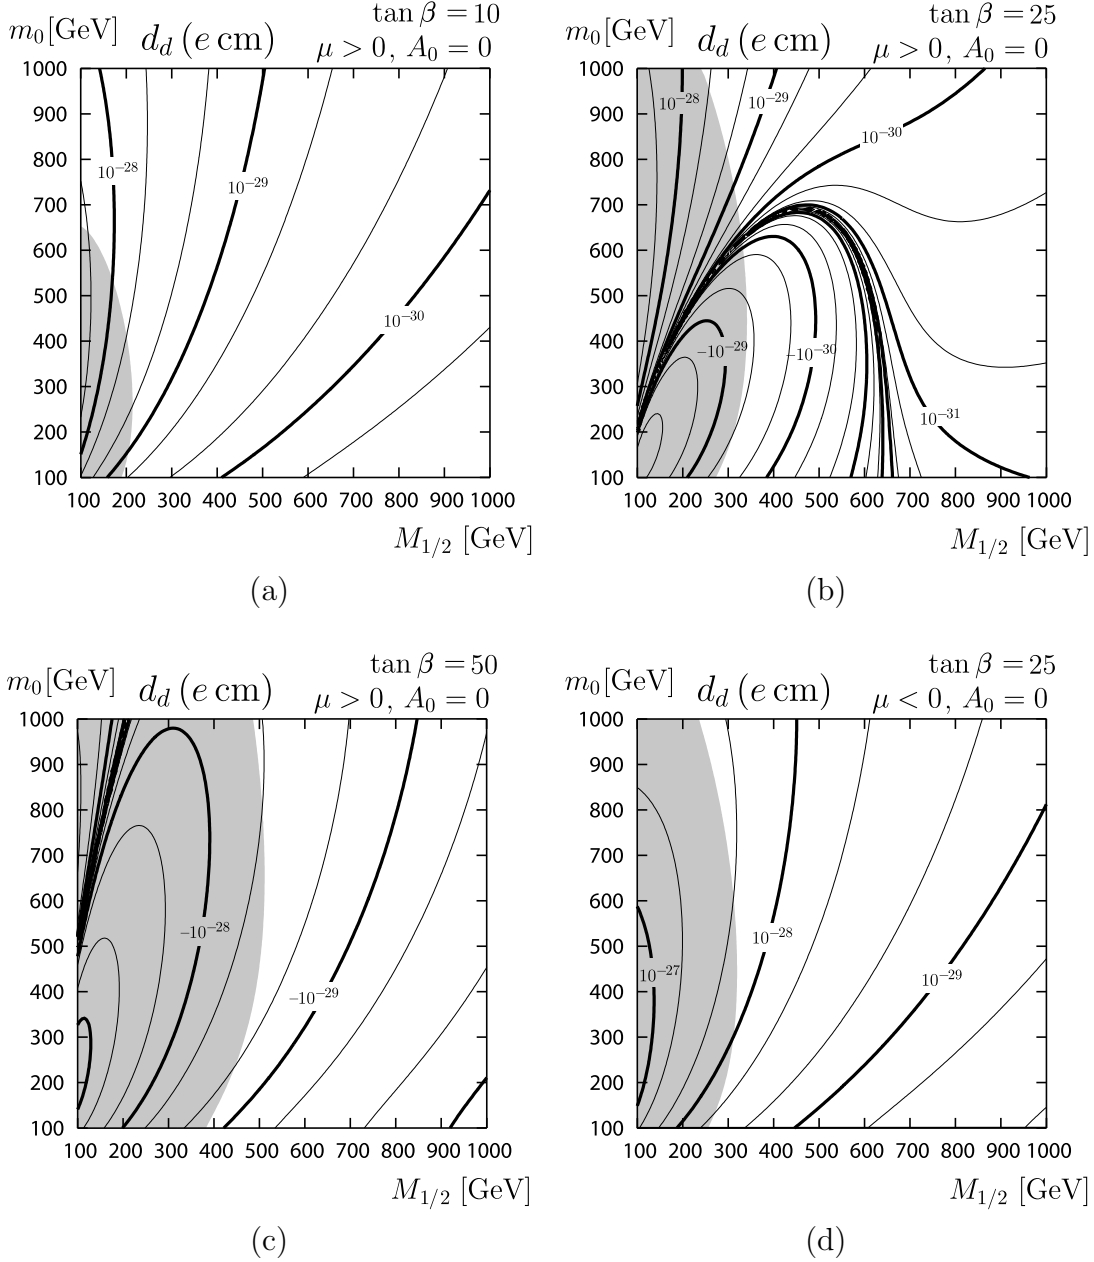 m₀[GeV] d_d (e cm) tan β = 10
μ > 0, A₀ = 0
1000
900
800
700
600
500
400
300
200
100
10⁻²⁸
10⁻²⁹
10⁻³⁰
100 200 300 400 500 600 700 800 900 1000
M₁/₂ [GeV]
(a)
m₀[GeV] d_d (e cm) tan β = 25
μ > 0, A₀ = 0
1000
900
800
700
600
500
400
300
200
100
10⁻²⁸
10⁻²⁹
10⁻³⁰
−10⁻²⁹
−10⁻³⁰
10⁻³¹
100 200 300 400 500 600 700 800 900 1000
M₁/₂ [GeV]
(b)
m₀[GeV] d_d (e cm) tan β = 50
μ > 0, A₀ = 0
1000
900
800
700
600
500
400
300
200
100
−10⁻²⁸
−10⁻²⁹
100 200 300 400 500 600 700 800 900 1000
M₁/₂ [GeV]
(c)
m₀[GeV] d_d (e cm) tan β = 25
μ < 0, A₀ = 0
1000
900
800
700
600
500
400
300
200
100
10⁻²⁸
10⁻²⁷
10⁻²⁹
100 200 300 400 500 600 700 800 900 1000
M₁/₂ [GeV]
(d)